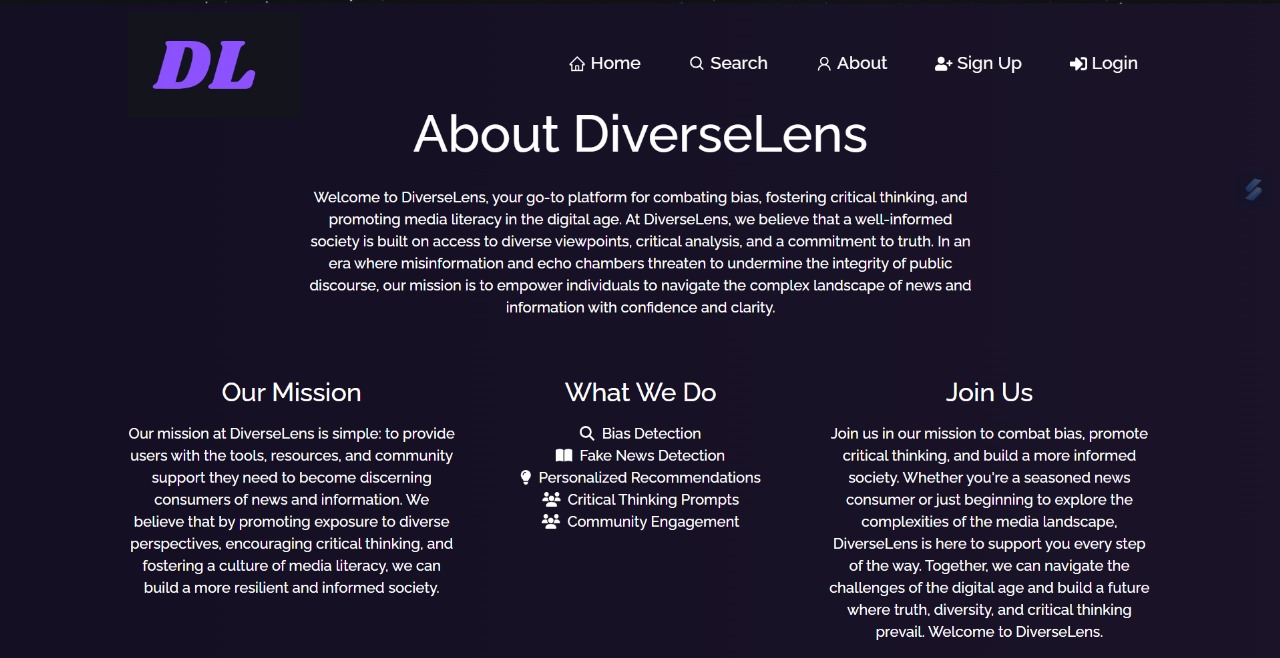 DL
Home Search About Sign Up Login
About DiverseLens
Welcome to DiverseLens, your go-to platform for combating bias, fostering critical thinking, and
promoting media literacy in the digital age. At DiverseLens, we believe that a well-informed
society is built on access to diverse viewpoints, critical analysis, and a commitment to truth. In an
era where misinformation and echo chambers threaten to undermine the integrity of public
discourse, our mission is to empower individuals to navigate the complex landscape of news and
information with confidence and clarity.
Our Mission
Our mission at DiverseLens is simple: to provide
users with the tools, resources, and community
support they need to become discerning
consumers of news and information. We
believe that by promoting exposure to diverse
perspectives, encouraging critical thinking, and
fostering a culture of media literacy, we can
build a more resilient and informed society.
What We Do
Bias Detection
Fake News Detection
Personalized Recommendations
Critical Thinking Prompts
Community Engagement
Join Us
Join us in our mission to combat bias, promote
critical thinking, and build a more informed
society. Whether you're a seasoned news
consumer or just beginning to explore the
complexities of the media landscape,
DiverseLens is here to support you every step
of the way. Together, we can navigate the
challenges of the digital age and build a future
where truth, diversity, and critical thinking
prevail. Welcome to DiverseLens.